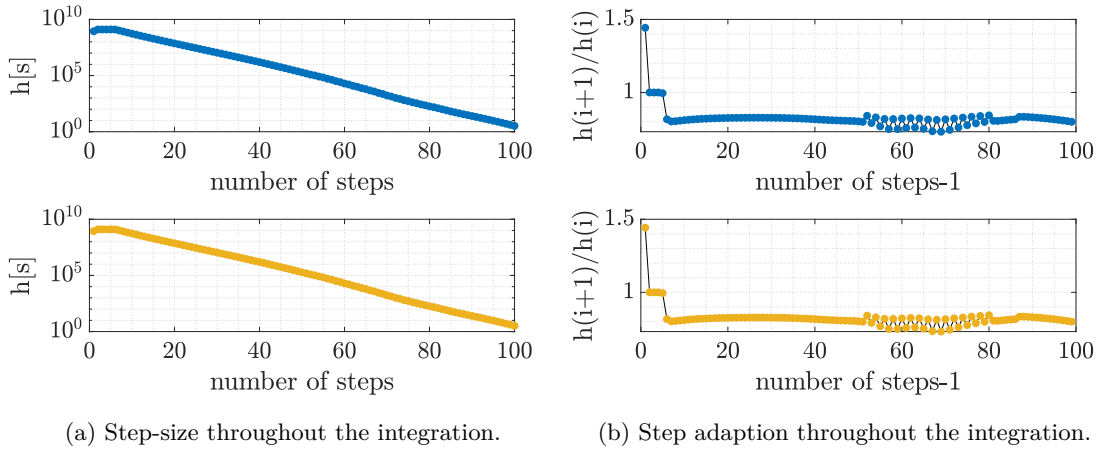 10^10
10^5
10^0
h[s]
0 20 40 60 80 100
number of steps
1.5
1
h(i+1)/h(i)
0 20 40 60 80 100
number of steps-1
10^10
10^5
10^0
h[s]
0 20 40 60 80 100
number of steps
1.5
1
h(i+1)/h(i)
0 20 40 60 80 100
number of steps-1
(a) Step-size throughout the integration.
(b) Step adaption throughout the integration.